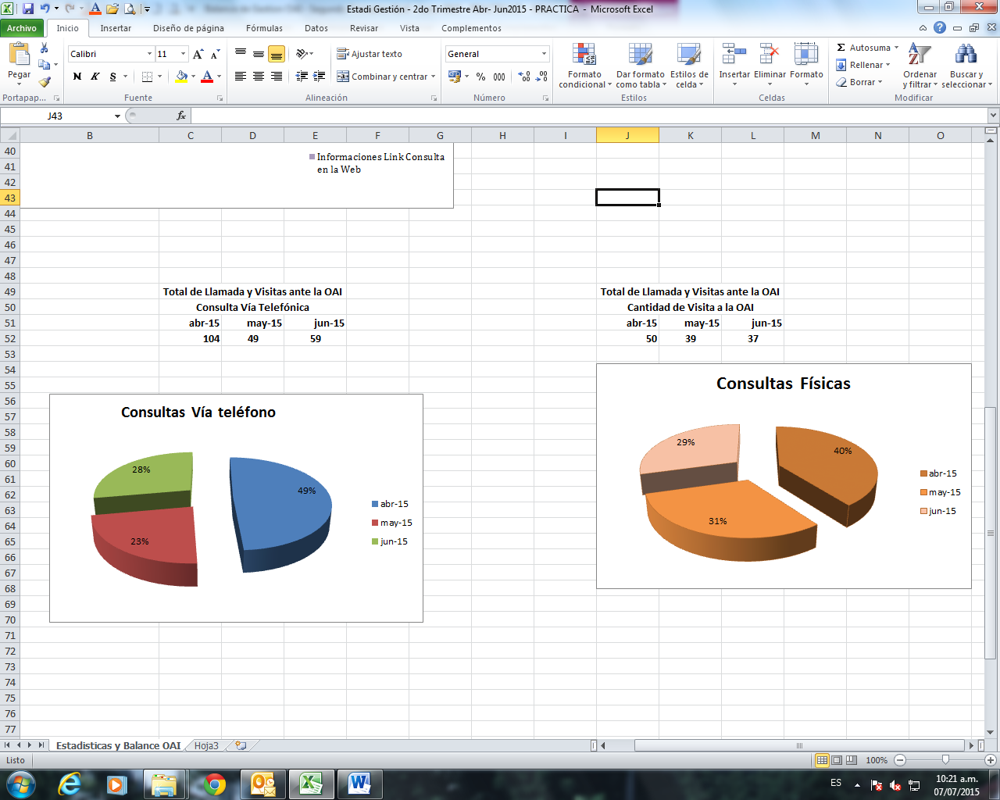 Estadi Gestión - 2do Trimestre Abr- Jun2015 - PRACTICA - Microsoft Excel
Archivo Inicio Insertar Diseño de página Fórmulas Datos Revisar Vista Complementos
Pegar
Calibri 11
N K S
Ajustar texto
Combinar y centrar
General
% 000
Formato condicional
Dar formato como tabla
Estilos de celda
Insertar Eliminar Formato
Σ Autosuma
Rellenar
Borrar
Ordenar y filtrar
Buscar y seleccionar
Portapap... Fuente Alineación Número Estilos Celdas Modificar
J43 fx
B C D E F G H I J K L M N O
40
41
42
43
44
45
46
47
48
49
50
51
52
53
54
55
56
57
58
59
60
61
62
63
64
65
66
67
68
69
70
71
72
73
74
75
76
77
Informaciones Link Consulta
en la Web
Total de Llamada y Visitas ante la OAI
Consulta Vía Telefónica
abr-15 may-15 jun-15
104 49 59
Total de Llamada y Visitas ante la OAI
Cantidad de Visita a la OAI
abr-15 may-15 jun-15
50 39 37
Consultas Vía teléfono
28%
49%
23%
abr-15
may-15
jun-15
Consultas Físicas
29%
40%
31%
abr-15
may-15
jun-15
Estadisticas y Balance OAI Hoja3
Listo 100%
ES 10:21 a.m.
07/07/2015